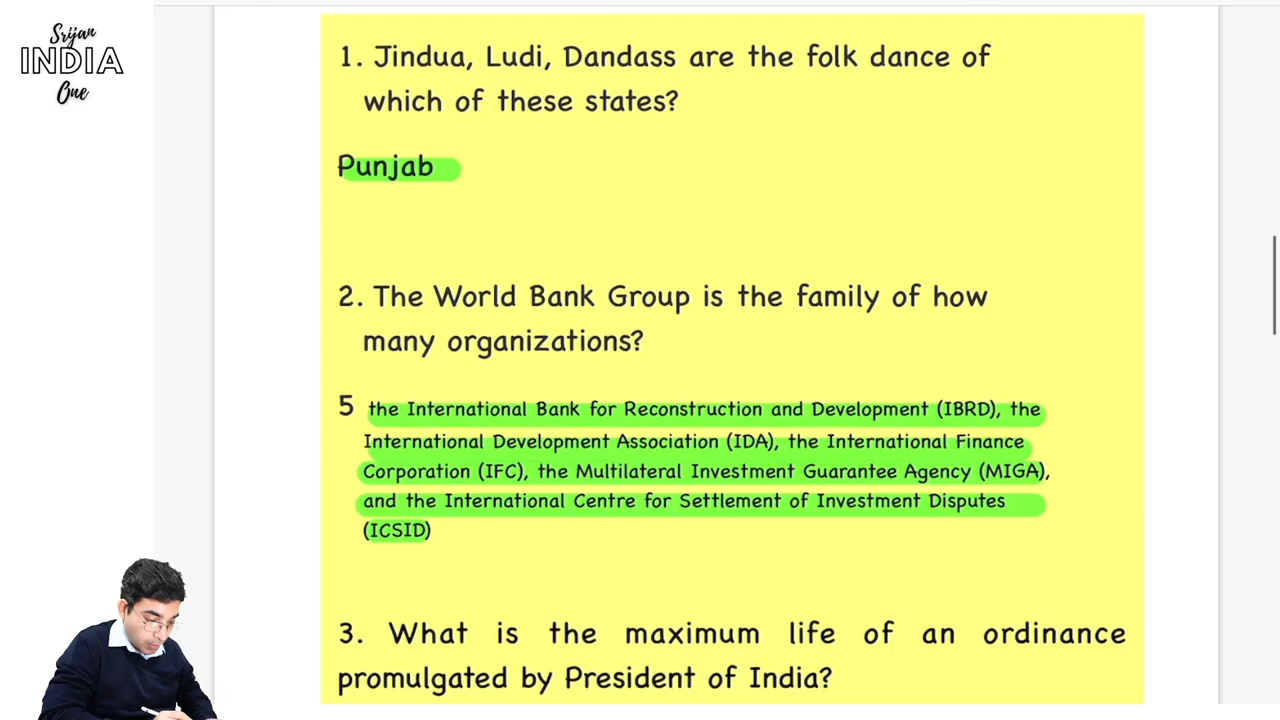 Srijan
INDIA
One
1. Jindua, Ludi, Dandass are the folk dance of
which of these states?
Punjab
2. The World Bank Group is the family of how
many organizations?
5 the International Bank for Reconstruction and Development (IBRD), the
International Development Association (IDA), the International Finance
Corporation (IFC), the Multilateral Investment Guarantee Agency (MIGA),
and the International Centre for Settlement of Investment Disputes
(ICSID)
3. What is the maximum life of an ordinance
promulgated by President of India?